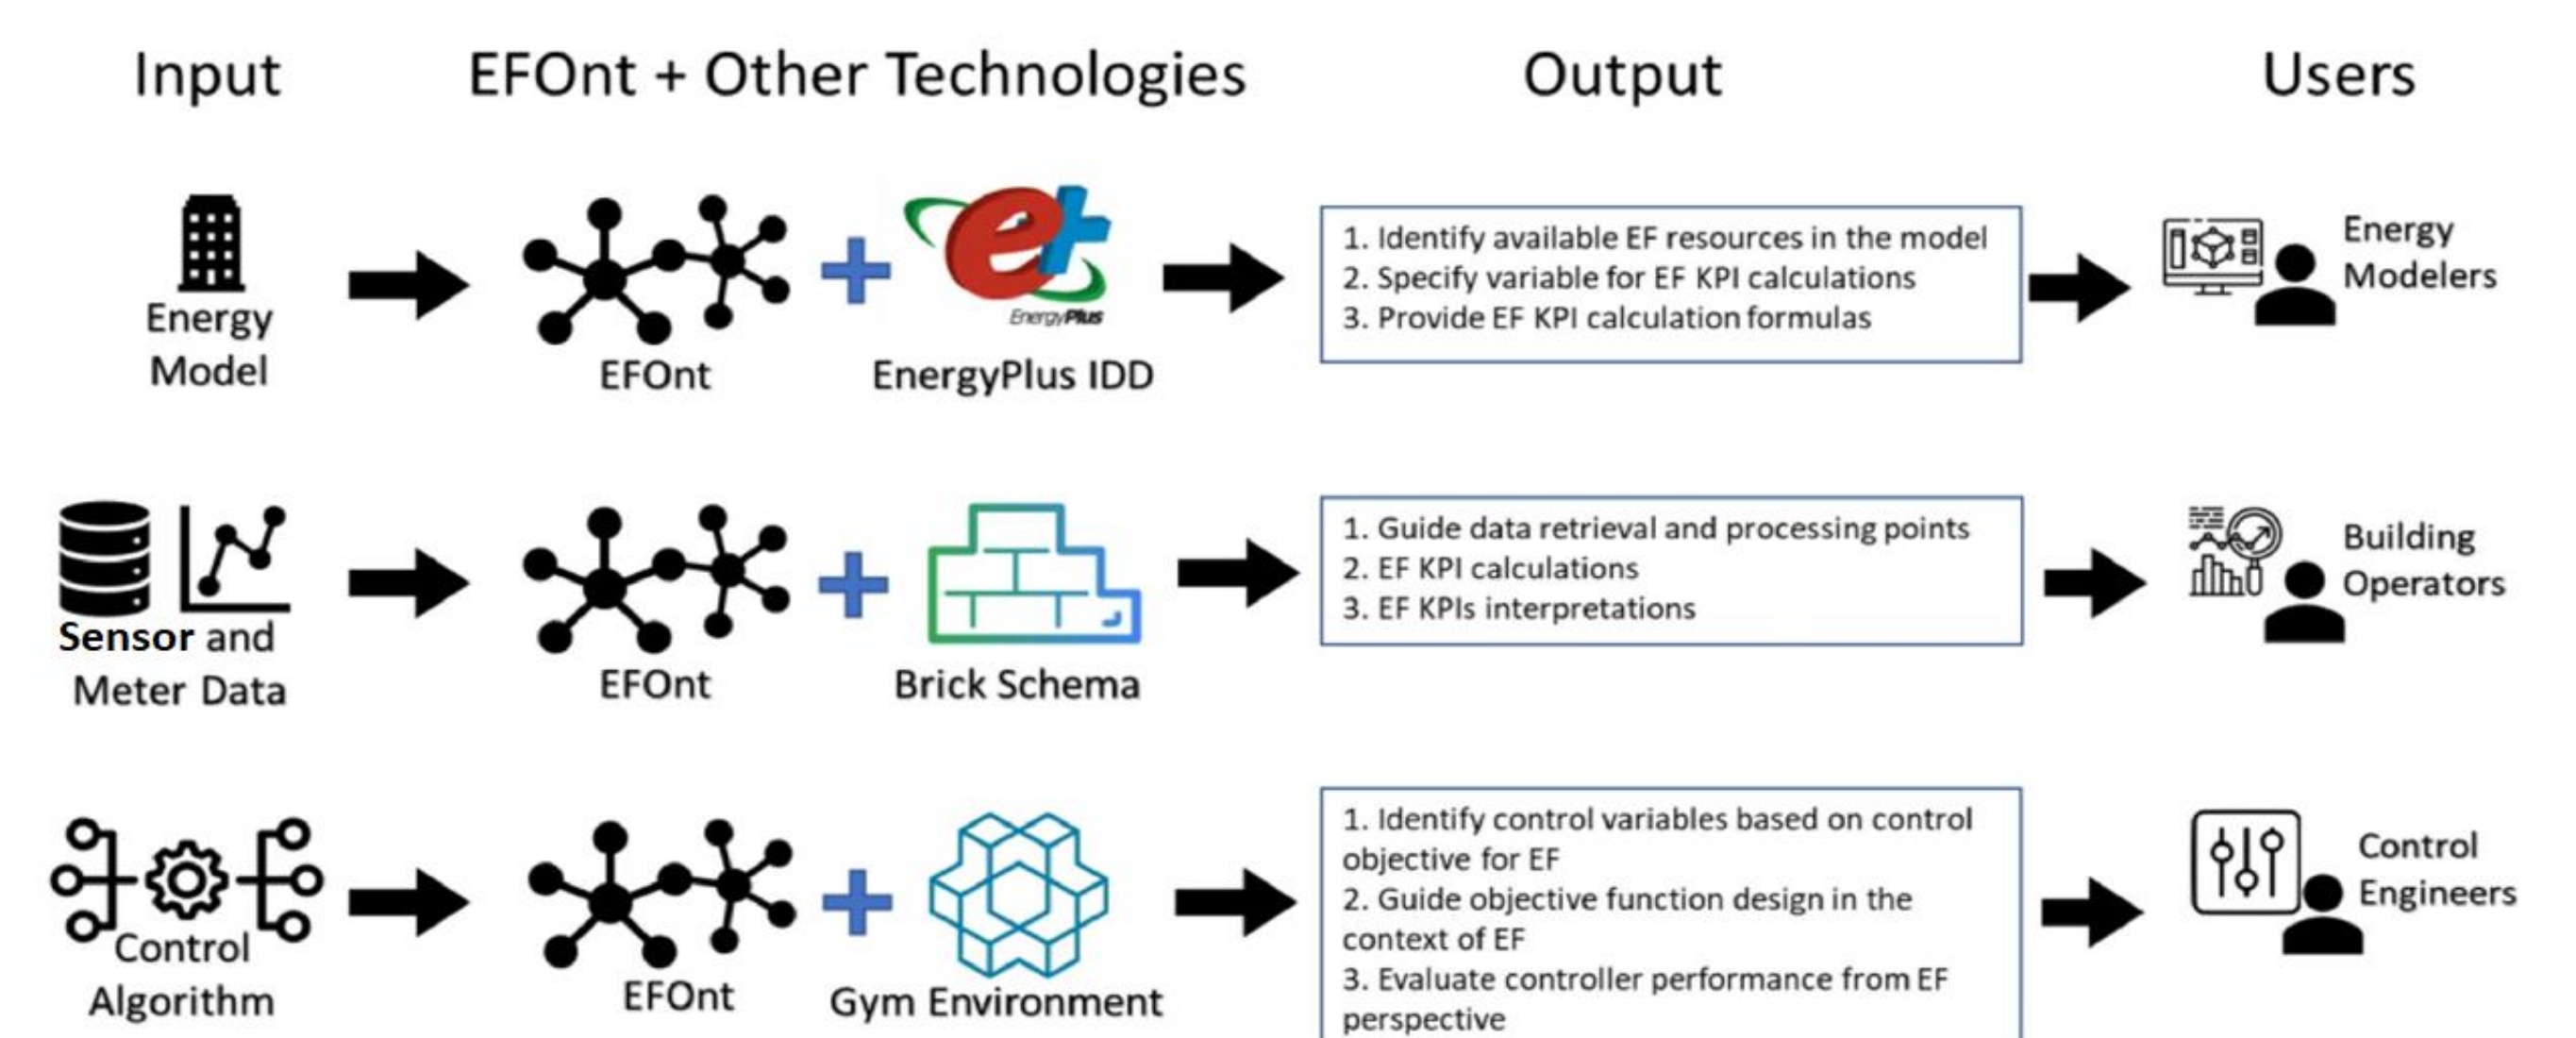 Input
EFOnt + Other Technologies
Output
Users
Energy
Model
EFOnt
EnergyPlus
EnergyPlus IDD
1. Identify available EF resources in the model
2. Specify variable for EF KPI calculations
3. Provide EF KPI calculation formulas
Energy
Modelers
Sensor and
Meter Data
EFOnt
Brick Schema
1. Guide data retrieval and processing points
2. EF KPI calculations
3. EF KPIs interpretations
Building
Operators
Control
Algorithm
EFOnt
Gym Environment
1. Identify control variables based on control
objective for EF
2. Guide objective function design in the
context of EF
3. Evaluate controller performance from EF
perspective
Control
Engineers